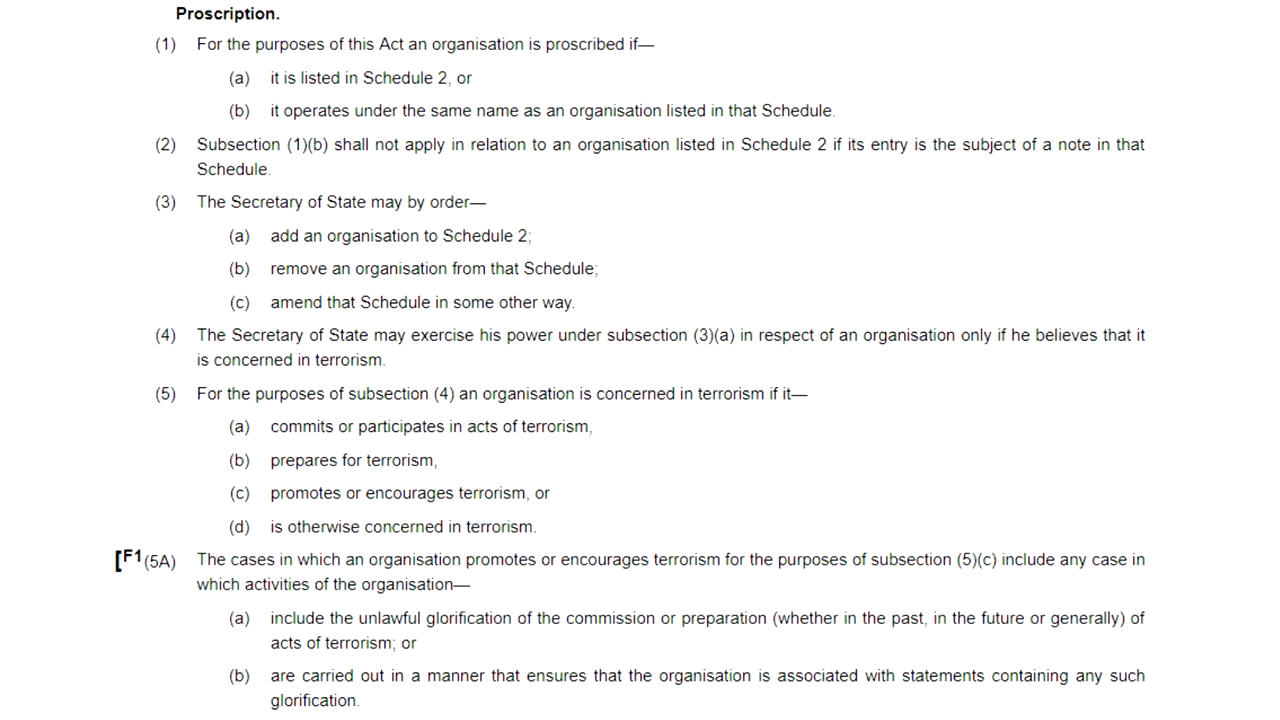 Proscription.
(1) For the purposes of this Act an organisation is proscribed if—
(a) it is listed in Schedule 2, or
(b) it operates under the same name as an organisation listed in that Schedule.
(2) Subsection (1)(b) shall not apply in relation to an organisation listed in Schedule 2 if its entry is the subject of a note in that
Schedule.
(3) The Secretary of State may by order—
(a) add an organisation to Schedule 2;
(b) remove an organisation from that Schedule;
(c) amend that Schedule in some other way.
(4) The Secretary of State may exercise his power under subsection (3)(a) in respect of an organisation only if he believes that it
is concerned in terrorism.
(5) For the purposes of subsection (4) an organisation is concerned in terrorism if it—
(a) commits or participates in acts of terrorism,
(b) prepares for terrorism,
(c) promotes or encourages terrorism, or
(d) is otherwise concerned in terrorism.
[F1(5A) The cases in which an organisation promotes or encourages terrorism for the purposes of subsection (5)(c) include any case in
which activities of the organisation—
(a) include the unlawful glorification of the commission or preparation (whether in the past, in the future or generally) of
acts of terrorism; or
(b) are carried out in a manner that ensures that the organisation is associated with statements containing any such
glorification.